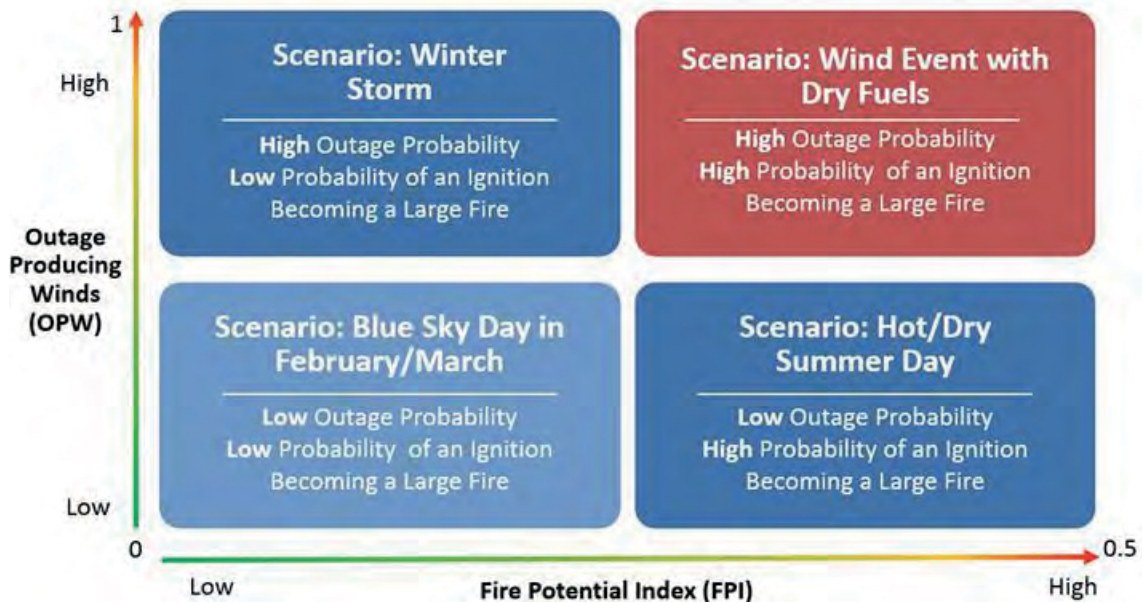 1
High
Outage
Producing
Winds
(OPW)
Low
0
Scenario: Winter
Storm
High Outage Probability
Low Probability of an Ignition
Becoming a Large Fire
Scenario: Wind Event with
Dry Fuels
High Outage Probability
High Probability of an Ignition
Becoming a Large Fire
Scenario: Blue Sky Day in
February/March
Low Outage Probability
Low Probability of an Ignition
Becoming a Large Fire
Scenario: Hot/Dry
Summer Day
Low Outage Probability
High Probability of an Ignition
Becoming a Large Fire
0.5
Low
Fire Potential Index (FPI)
High